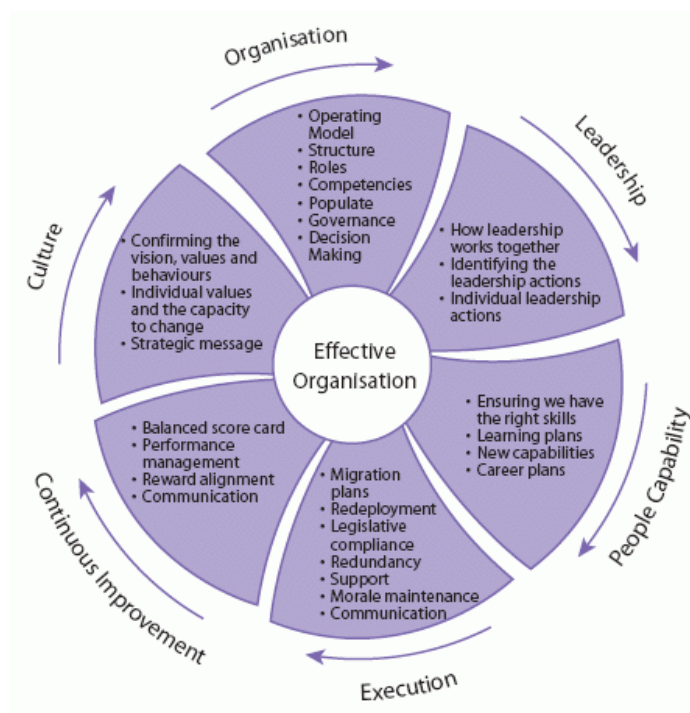 Organisation
• Operating
Model
• Structure
• Roles
• Competencies
• Populate
• Governance
• Decision
Making
Leadership
• How leadership
works together
• Identifying the
leadership actions
• Individual leadership
actions
People Capability
• Ensuring we have
the right skills
• Learning plans
• New capabilities
• Career plans
Execution
• Migration
plans
• Redeployment
• Legislative
compliance
• Redundancy
• Support
• Morale maintenance
• Communication
Continuous Improvement
• Balanced score card
• Performance
management
• Reward alignment
• Communication
Culture
• Confirming the
vision, values and
behaviours
• Individual values
and the capacity
to change
• Strategic message
Effective
Organisation